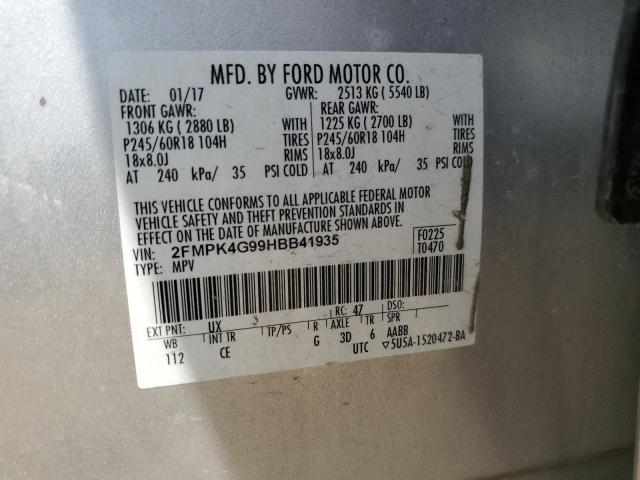 MFD. BY FORD MOTOR CO.
DATE: 01/17 GVWR: 2513 KG ( 5540 LB)
FRONT GAWR: REAR GAWR:
1306 KG ( 2880 LB) WITH 1225 KG ( 2700 LB) WITH
P245/60R18 104H TIRES P245/60R18 104H TIRES
18x8.0J RIMS 18x8.0J RIMS
AT 240 kPa/ 35 PSI COLD AT 240 kPa/ 35 PSI COLD
THIS VEHICLE CONFORMS TO ALL APPLICABLE FEDERAL MOTOR
VEHICLE SAFETY AND THEFT PREVENTION STANDARDS IN
EFFECT ON THE DATE OF MANUFACTURE SHOWN ABOVE.
VIN: 2FMPK4G99HBB41935 F0225
TYPE: MPV T0470
EXT PNT: UX RC: 47 DSO:
WB INT TR TP/PS R AXLE TR SPR
112 CE G 3D 6 AABB
UTC ▽5U5A-1520472-BA